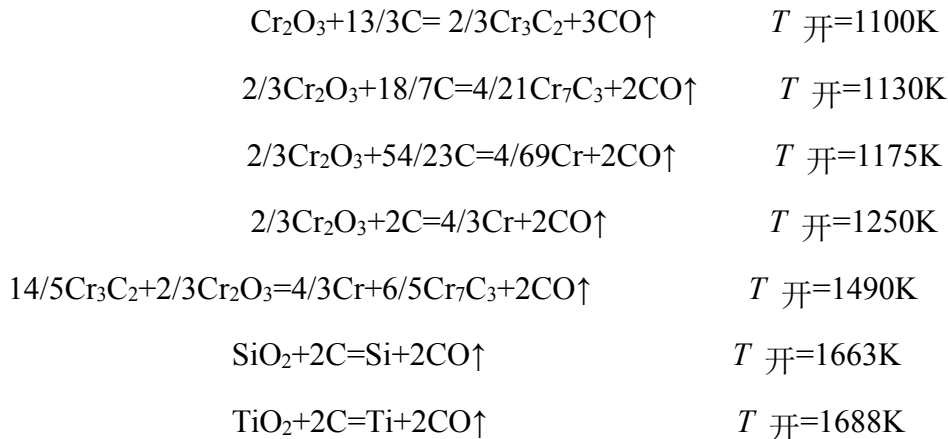 Cr₂O₃+13/3C= 2/3Cr₃C₂+3CO↑ T 开=1100K
2/3Cr₂O₃+18/7C=4/21Cr₇C₃+2CO↑ T 开=1130K
2/3Cr₂O₃+54/23C=4/69Cr+2CO↑ T 开=1175K
2/3Cr₂O₃+2C=4/3Cr+2CO↑ T 开=1250K
14/5Cr₃C₂+2/3Cr₂O₃=4/3Cr+6/5Cr₇C₃+2CO↑ T 开=1490K
SiO₂+2C=Si+2CO↑ T 开=1663K
TiO₂+2C=Ti+2CO↑ T 开=1688K